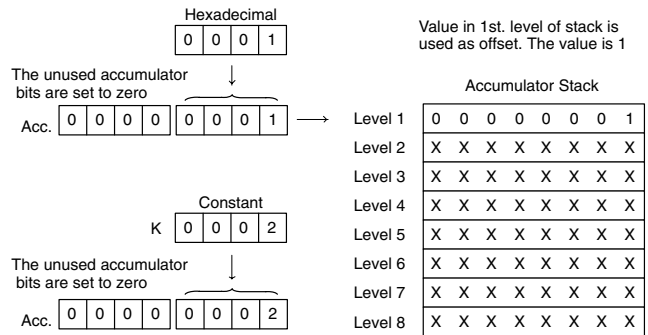 Hexadecimal
0 0 0 1
The unused accumulator
bits are set to zero
Acc. 0 0 0 0 0 0 0 1
Constant
K 0 0 0 2
The unused accumulator
bits are set to zero
Acc. 0 0 0 0 0 0 0 2
Value in 1st. level of stack is
used as offset. The value is 1
Accumulator Stack
Level 1 0 0 0 0 0 0 0 1
Level 2 X X X X X X X X
Level 3 X X X X X X X X
Level 4 X X X X X X X X
Level 5 X X X X X X X X
Level 6 X X X X X X X X
Level 7 X X X X X X X X
Level 8 X X X X X X X X